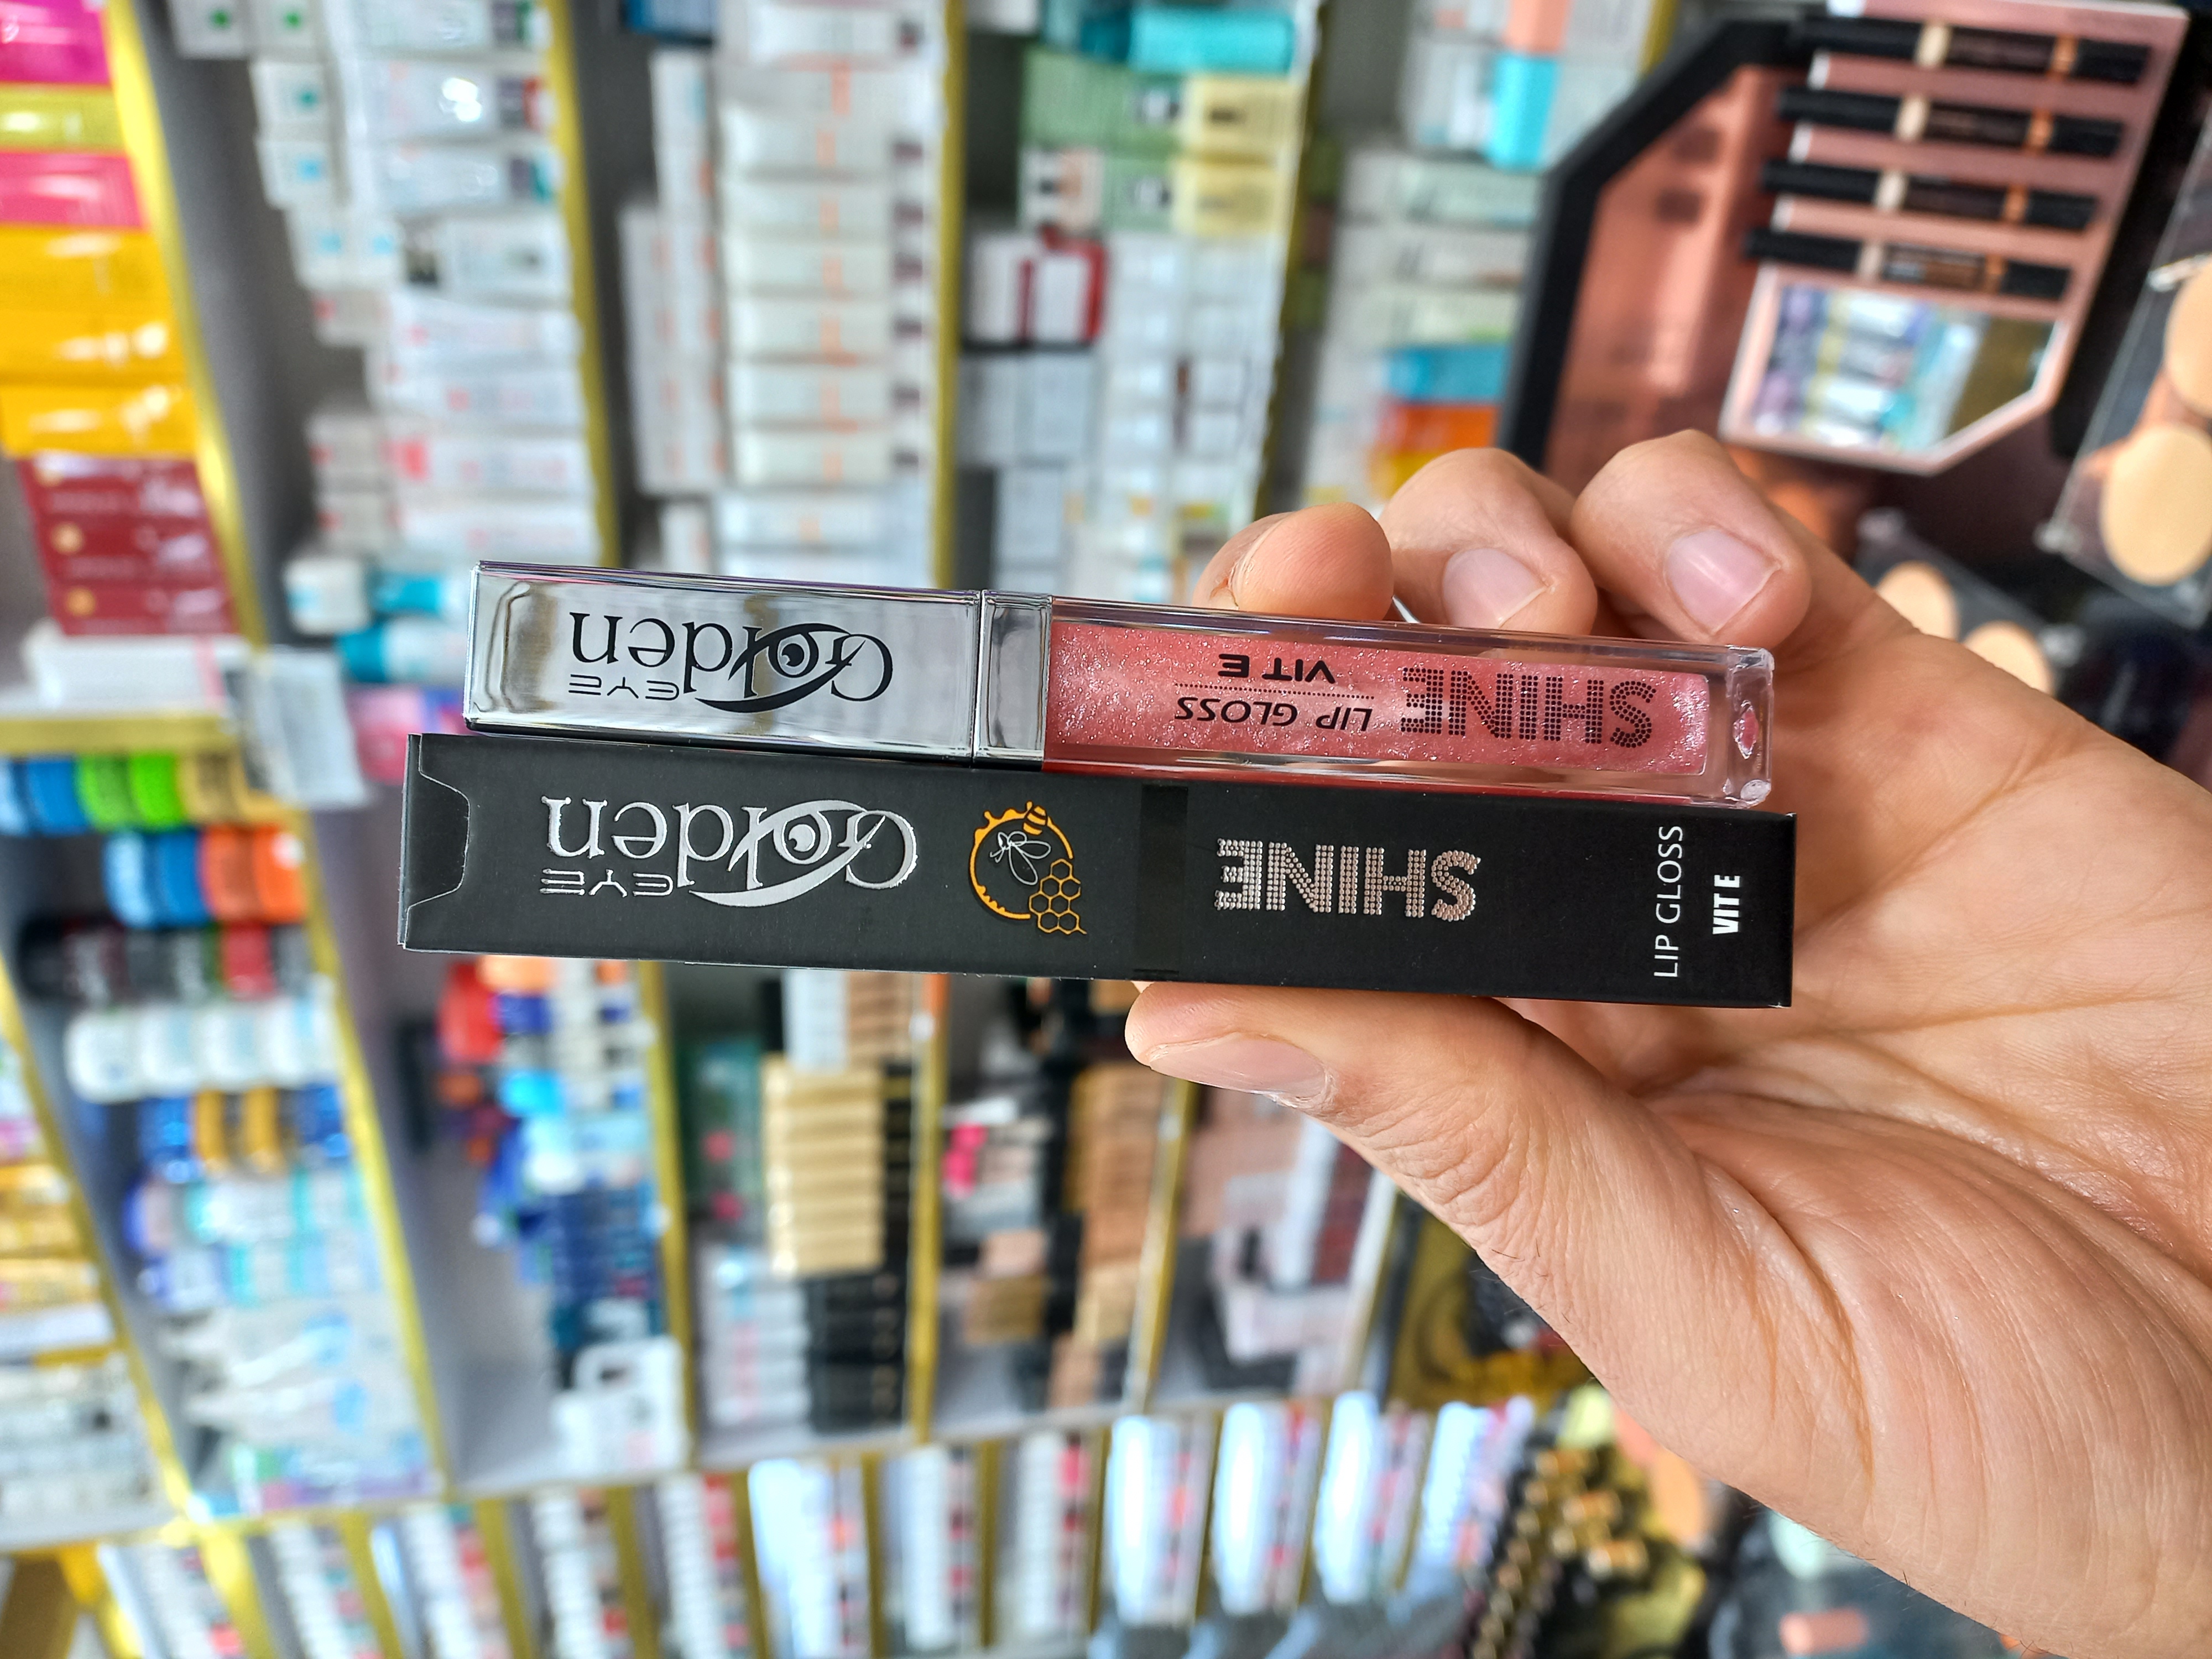 Golden
EYE
SHINE
LIP GLOSS
VIT E
Golden
EYE
SHINE
LIP GLOSS
VIT E